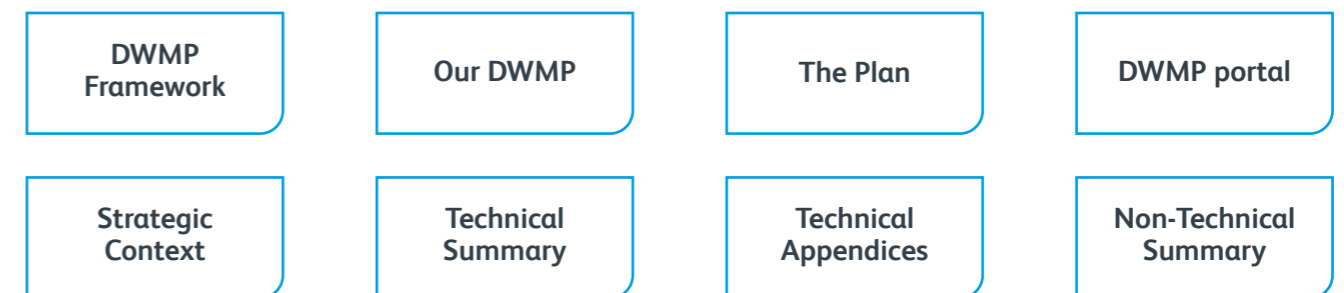 DWMP
Framework
Our DWMP
The Plan
DWMP portal
Strategic
Context
Technical
Summary
Technical
Appendices
Non-Technical
Summary